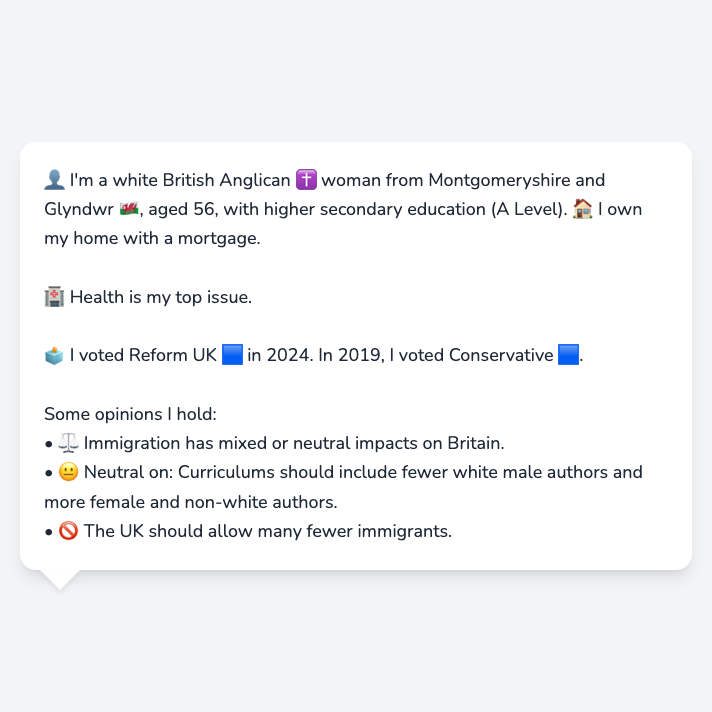 👤 I'm a white British Anglican ✝️ woman from Montgomeryshire and
Glyndwr 🏴󠁧󠁢󠁷󠁬󠁳󠁿, aged 56, with higher secondary education (A Level). 🏠 I own
my home with a mortgage.
🏥 Health is my top issue.
🗳️ I voted Reform UK 🟦 in 2024. In 2019, I voted Conservative 🟦.
Some opinions I hold:
• ⚖️ Immigration has mixed or neutral impacts on Britain.
• 😐 Neutral on: Curriculums should include fewer white male authors and
more female and non-white authors.
• 🚫 The UK should allow many fewer immigrants.